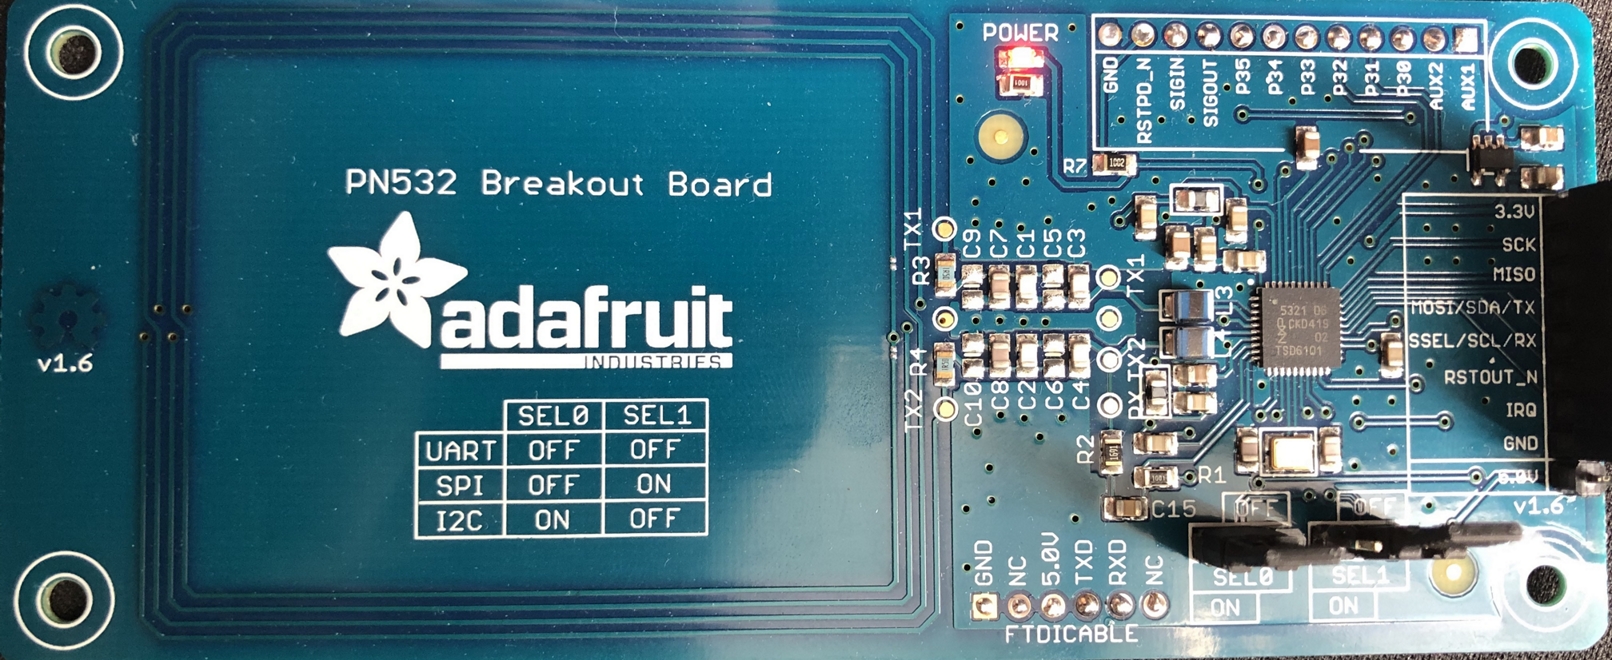 POWER
GND RSTPD_N SIGIN SIGOUT P35 P34 P33 P32 P31 P30 AUX2 AUX1
1001
R7 1002
PN532 Breakout Board
adafruit
INDUSTRIES
v1.6
SEL0 SEL1
UART OFF OFF
SPI OFF ON
I2C ON OFF
TX1
R3 C9 C7 C1 C5 C3 TX1
L3
TX2 R4 C10 C8 C2 C6 C4 TX2
RX
R2
R1
C15
5321
TSD6101
3.3V
SCK
MISO
MOSI/SDA/TX
SSEL/SCL/RX
RSTOUT_N
IRQ
GND
5.0V
v1.6
OFF OFF
SEL0 SEL1
ON ON
GND NC 5.0V TXD RXD NC
FTDICABLE